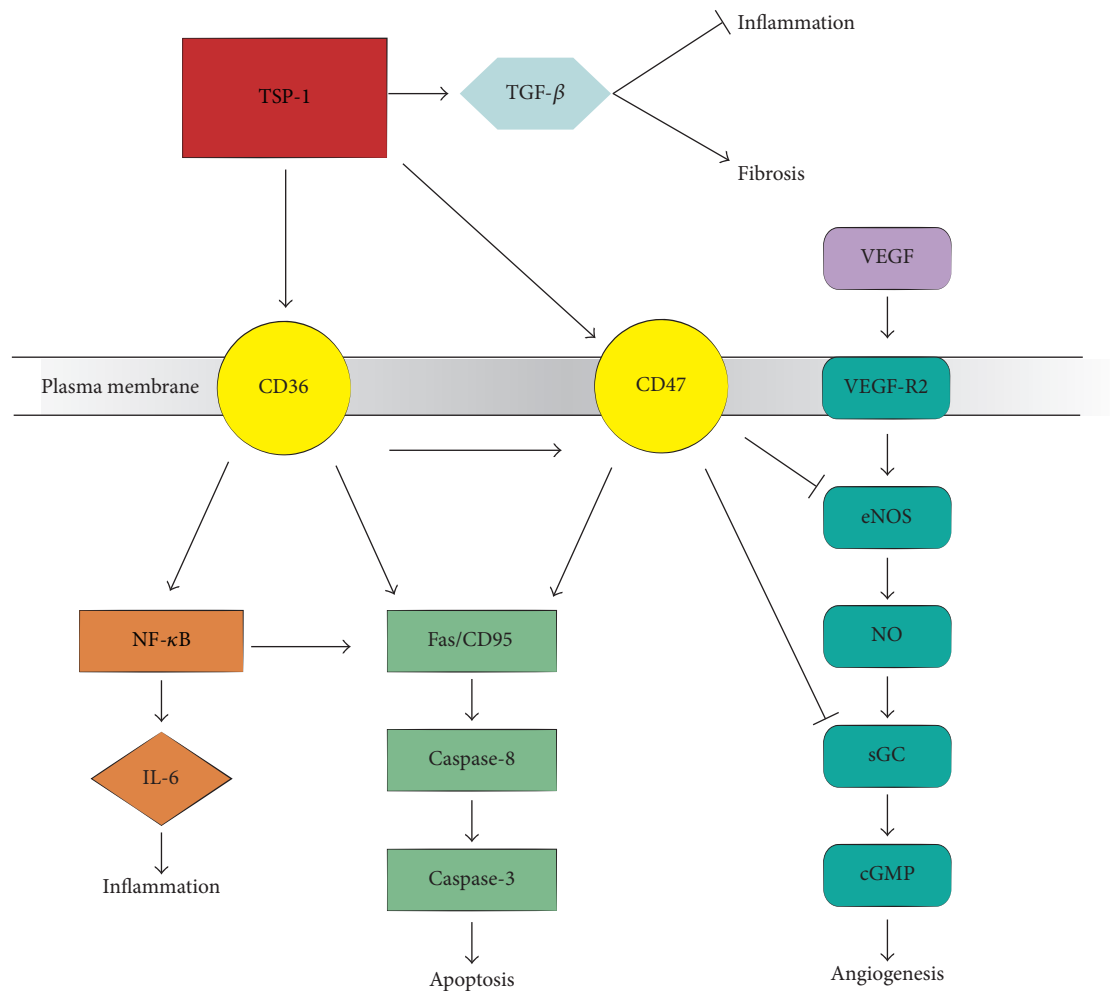 Inflammation
TSP-1
TGF-β
Fibrosis
VEGF
Plasma membrane
CD36
CD47
VEGF-R2
eNOS
NF-κB
Fas/CD95
NO
IL-6
Caspase-8
sGC
Inflammation
Caspase-3
cGMP
Apoptosis
Angiogenesis